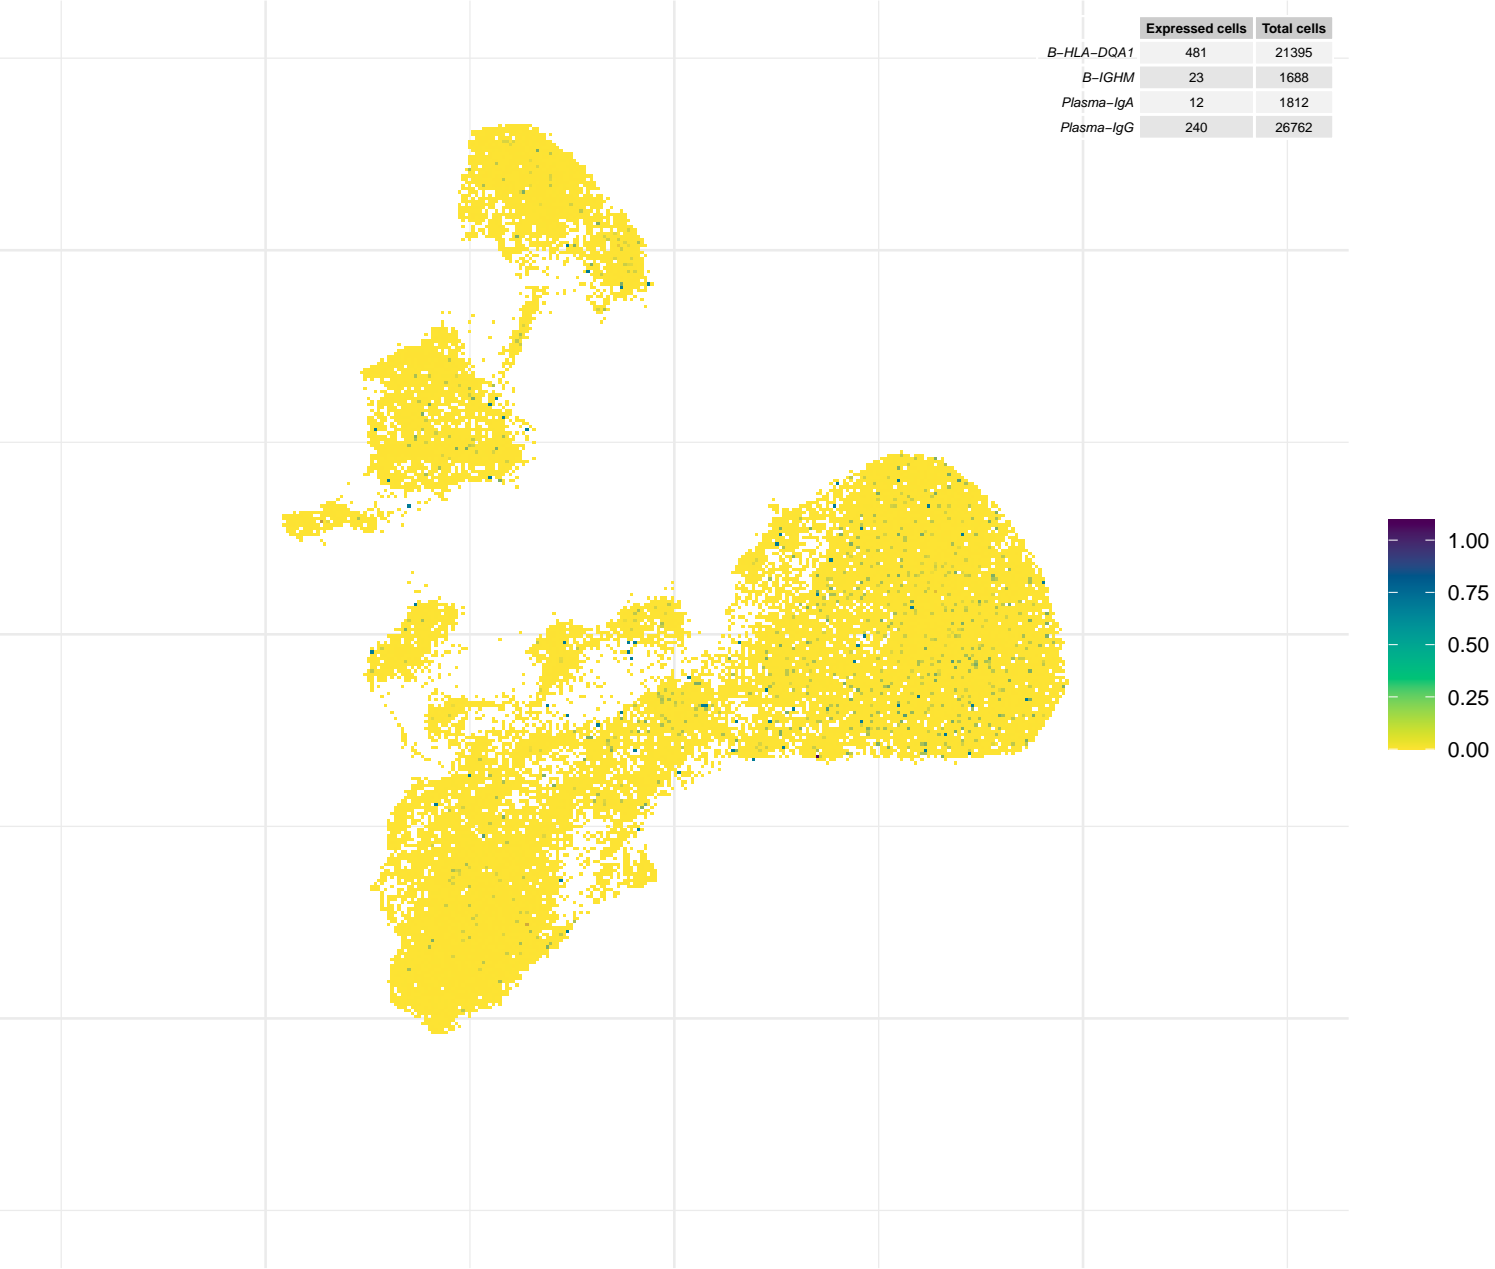 Expressed cells Total cells
B−HLA−DQA1 481 21395
B−IGHM 23 1688
Plasma−IgA 12 1812
Plasma−IgG 240 26762
1.00
0.75
0.50
0.25
0.00